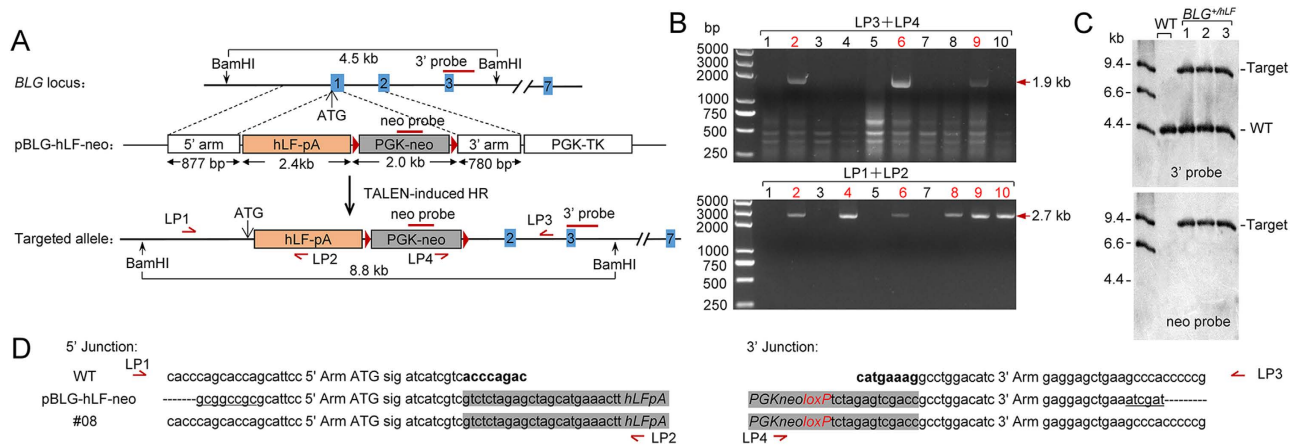 A
4.5 kb
BamHI 3' probe BamHI
BLG locus: 1 2 3 7
ATG
neo probe
pBLG-hLF-neo: 5' arm hLF-pA PGK-neo 3' arm PGK-TK
877 bp 2.4kb 2.0 kb 780 bp
TALEN-induced HR
LP1 ATG neo probe LP3 3' probe
Targeted allele: hLF-pA PGK-neo 2 3 7
BamHI LP2 LP4 BamHI
8.8 kb
B
bp LP3+LP4
1 2 3 4 5 6 7 8 9 10
5000
3000
2000
1000
750
500
250
1.9 kb
LP1+LP2
1 2 3 4 5 6 7 8 9 10
5000
3000
2000
1000
750
500
250
2.7 kb
C
WT BLG+/hLF
kb 1 2 3
9.4 -Target
6.6
4.4 - WT
3' probe
9.4 -Target
6.6
4.4
neo probe
D
5' Junction:
LP1
WT cacccagcaccagcattcc 5' Arm ATG sig atcatcgtcacccagac
pBLG-hLF-neo -------gcggccgcg 5' Arm ATG sig atcatcgtcgtctctagagctagcatgaaactt hLFpA
#08 cacccagcaccagcattcc 5' Arm ATG sig atcatcgtcgtctctagagctagcatgaaactt hLFpA
LP2
3' Junction:
catgaaaggcctggacatc 3' Arm gaggagctgaagcccacccccg LP3
PGKneoloxPtctagagtcgaccgcctggacatc 3' Arm gaggagctgaaatcgat---------
PGKneoloxPtctagagtcgaccgcctggacatc 3' Arm gaggagctgaagcccacccccg
LP4